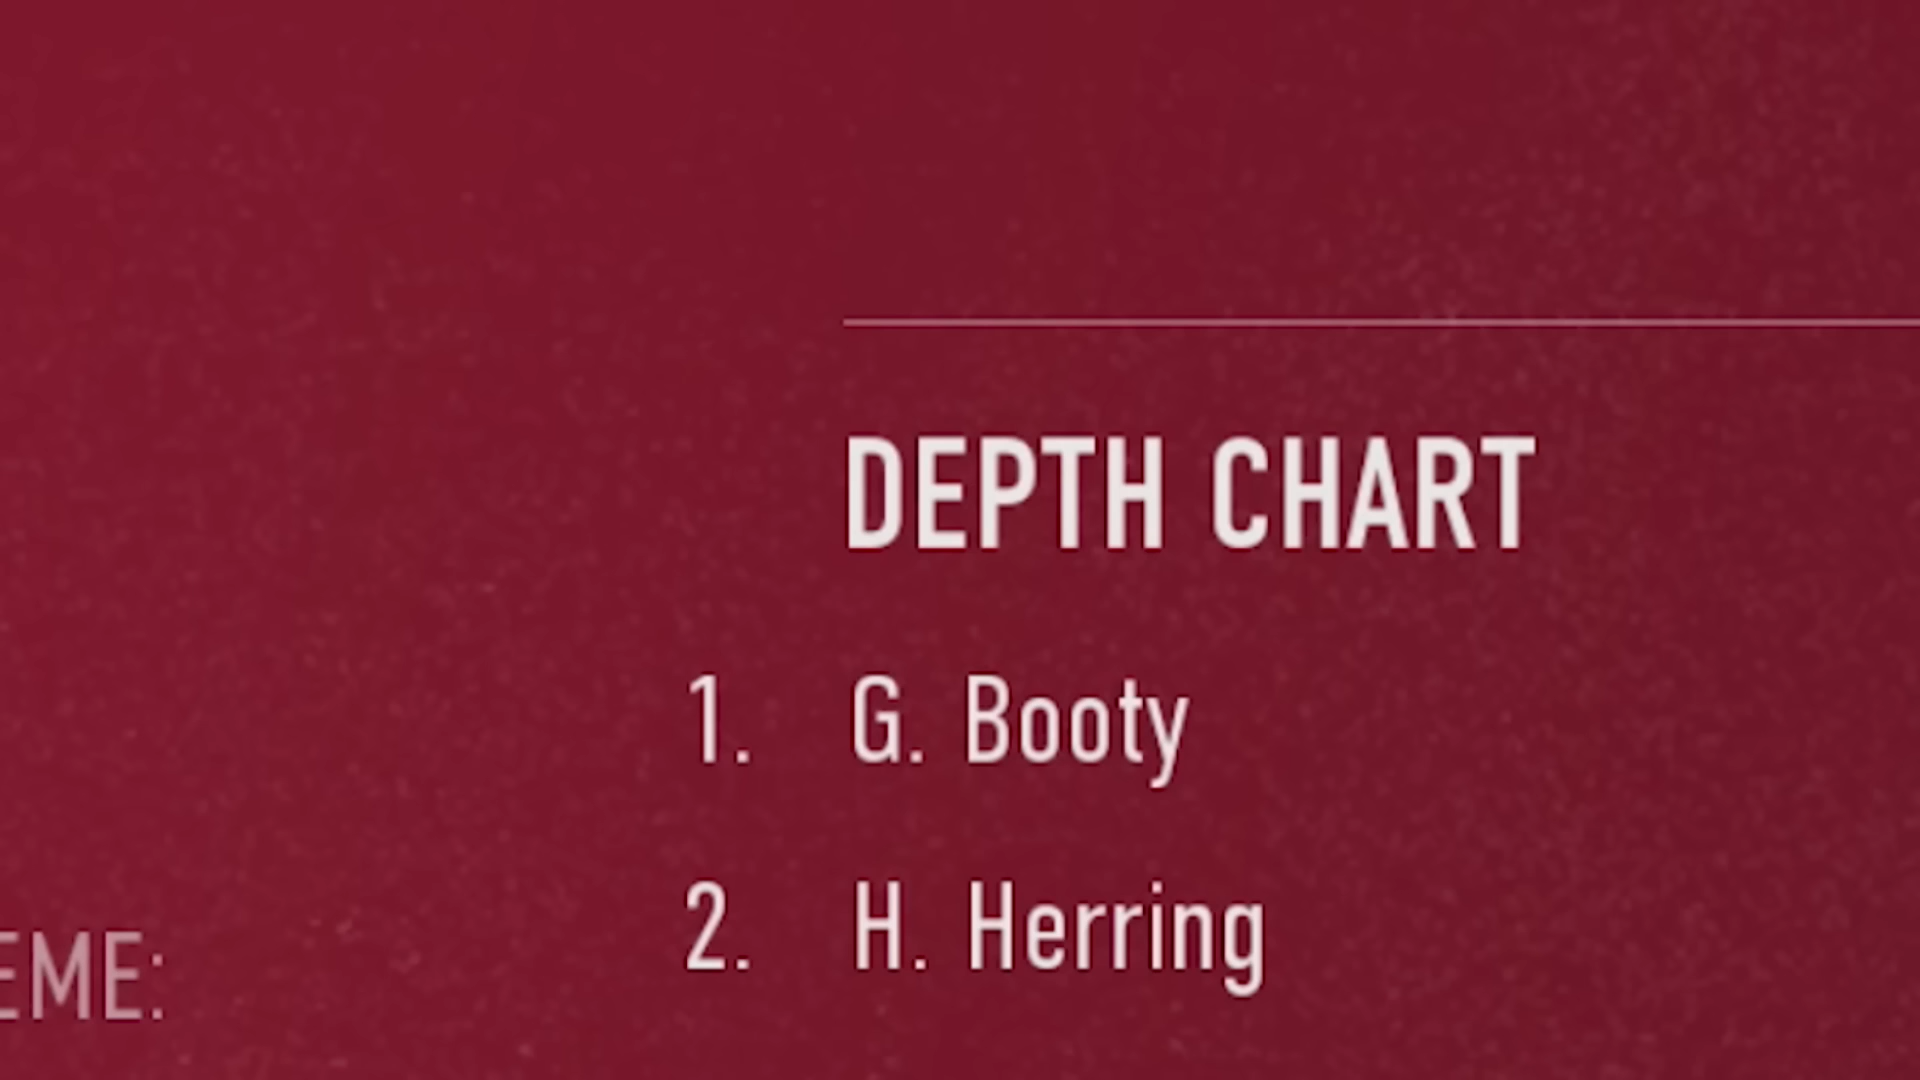 DEPTH CHART
1. G. Booty
2. H. Herring
EME: